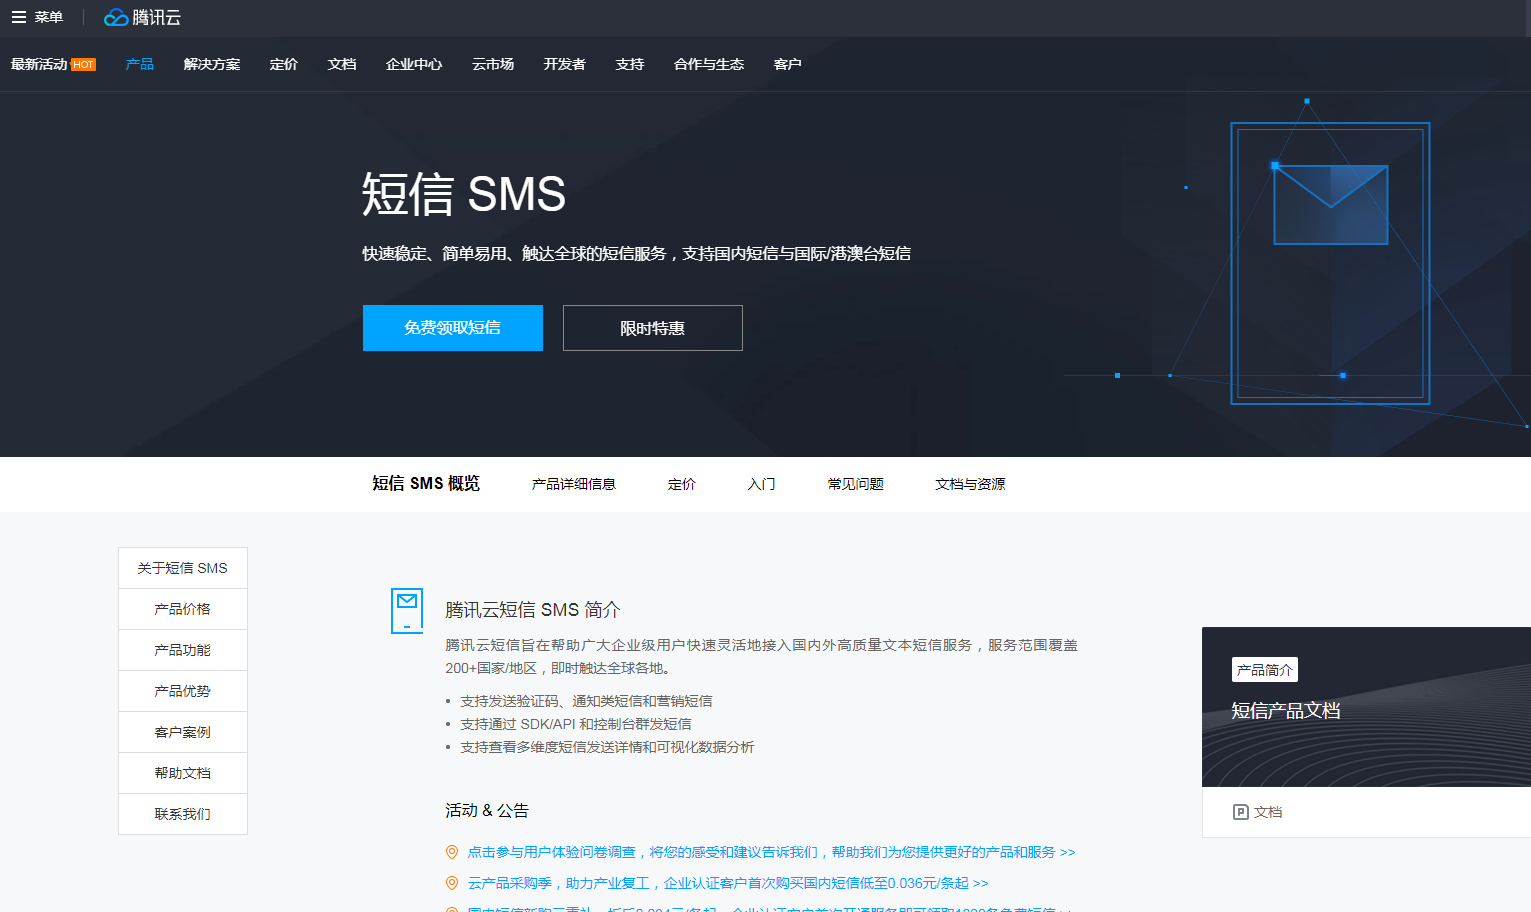 菜单
腾讯云
最新活动 HOT 产品 解决方案 定价 文档 企业中心 云市场 开发者 支持 合作与生态 客户
短信 SMS
快速稳定、简单易用、触达全球的短信服务，支持国内短信与国际/港澳台短信
免费领取短信 限时特惠
短信 SMS 概览 产品详细信息 定价 入门 常见问题 文档与资源
关于短信 SMS
产品价格
产品功能
产品优势
客户案例
帮助文档
联系我们
腾讯云短信 SMS 简介
腾讯云短信旨在帮助广大企业级用户快速灵活地接入国内外高质量文本短信服务，服务范围覆盖
200+国家/地区，即时触达全球各地。
• 支持发送验证码、通知类短信和营销短信
• 支持通过 SDK/API 和控制台群发短信
• 支持查看多维度短信发送详情和可视化数据分析
活动 & 公告
点击参与用户体验问卷调查，将您的感受和建议告诉我们，帮助我们为您提供更好的产品和服务 >>
云产品采购季，助力产业复工，企业认证客户首次购买国内短信低至0.036元/条起 >>
产品简介
短信产品文档
文档